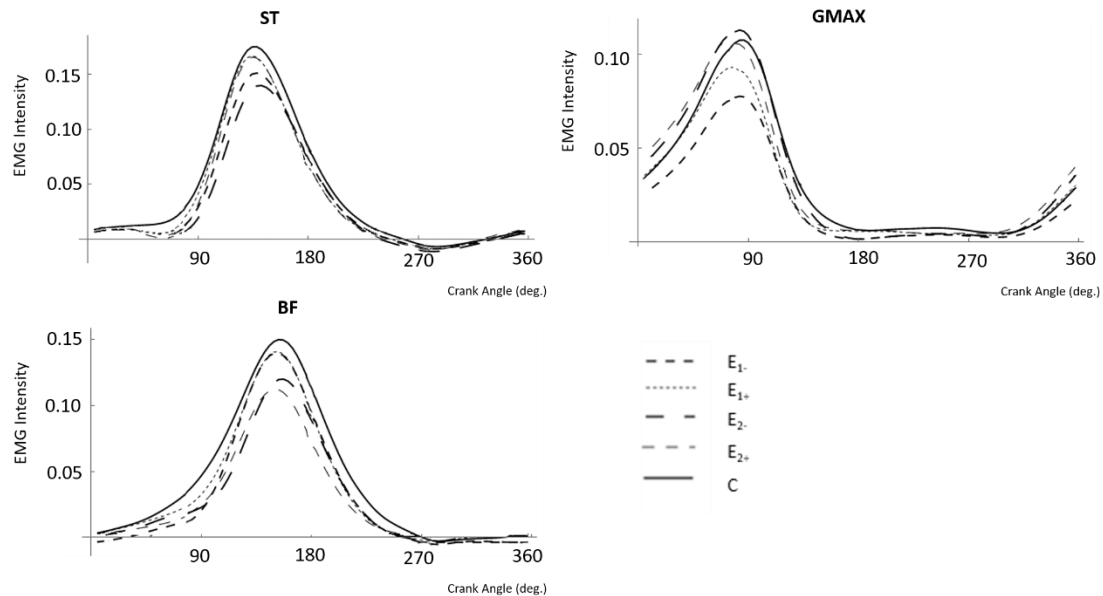 ST
EMG Intensity
0.15
0.10
0.05
90
180
270
360
Crank Angle (deg.)
GMAX
EMG Intensity
0.10
0.05
90
180
270
360
Crank Angle (deg.)
BF
EMG Intensity
0.15
0.10
0.05
90
180
270
360
Crank Angle (deg.)
E1-
E1+
E2-
E2+
C